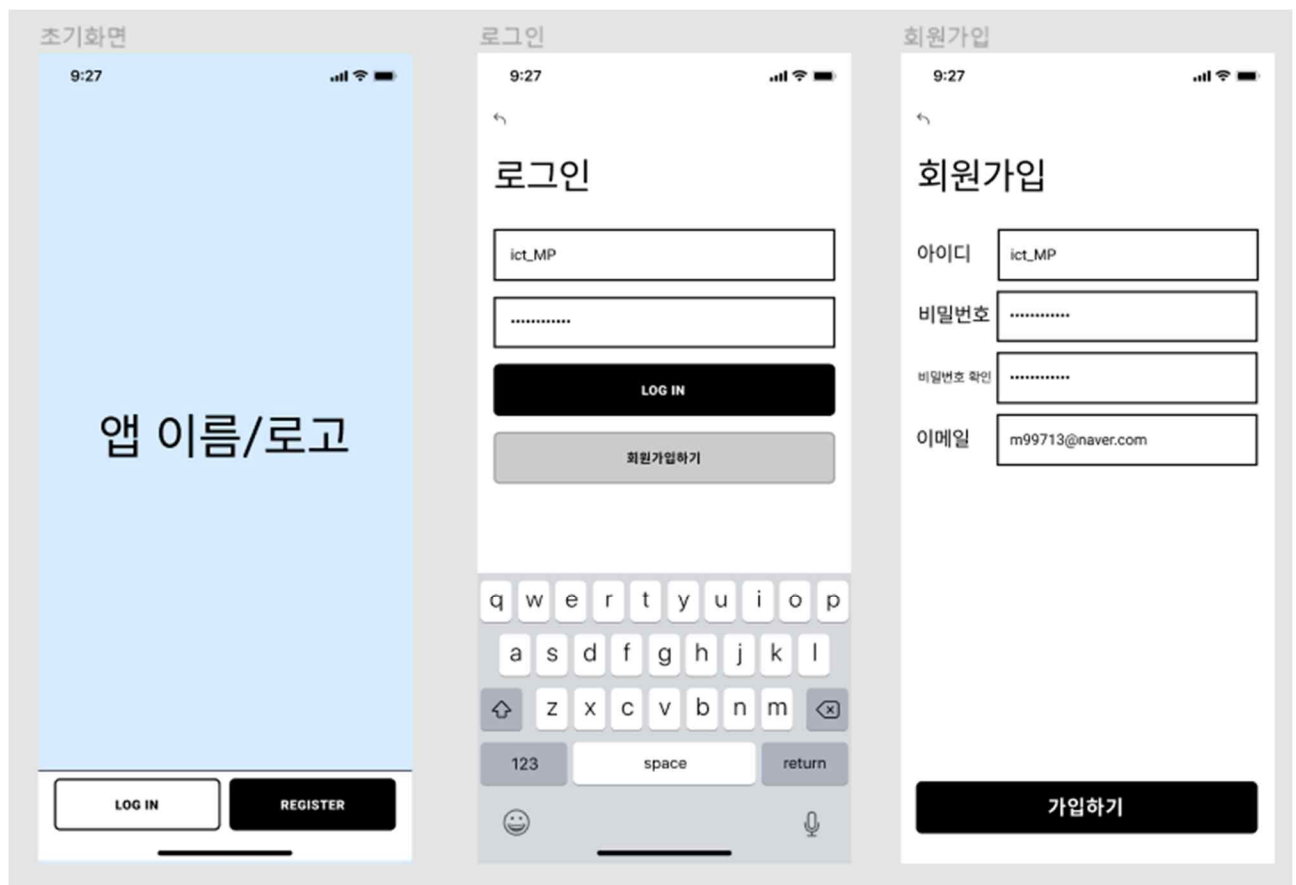 초기화면
9:27
앱 이름/로고
LOG IN
REGISTER
로그인
9:27
로그인
ict_MP
••••••••••••
LOG IN
회원가입하기
q w e r t y u i o p
a s d f g h j k l
z x c v b n m
123 space return
회원가입
9:27
회원가입
아이디 ict_MP
비밀번호 ••••••••••••
비밀번호 확인 ••••••••••••
이메일 m99713@naver.com
가입하기